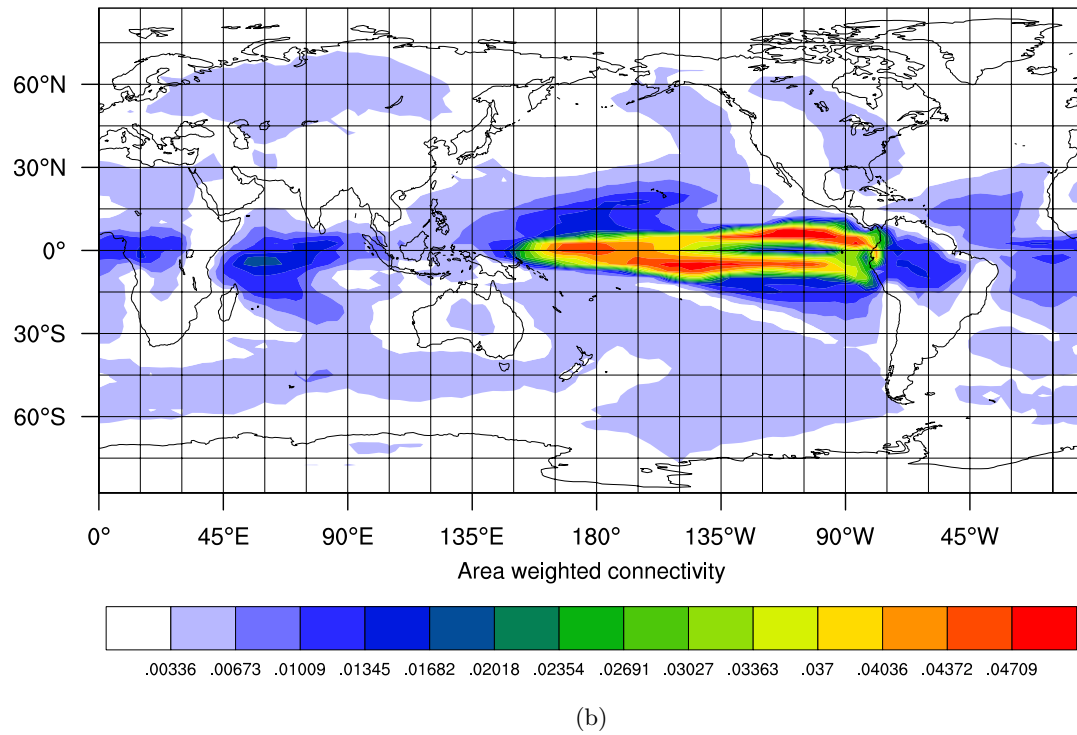 60°N
30°N
0°
30°S
60°S
0° 45°E 90°E 135°E 180° 135°W 90°W 45°W
Area weighted connectivity
.00336 .00673 .01009 .01345 .01682 .02018 .02354 .02691 .03027 .03363 .037 .04036 .04372 .04709
(b)